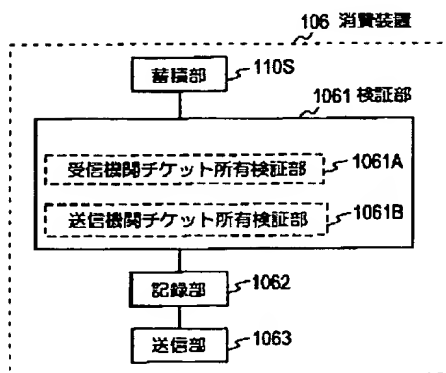 106 消費装置
蓄積部 110S
1061 検証部
受信機関チケット所有検証部 1061A
送信機関チケット所有検証部 1061B
記録部 1062
送信部 1063